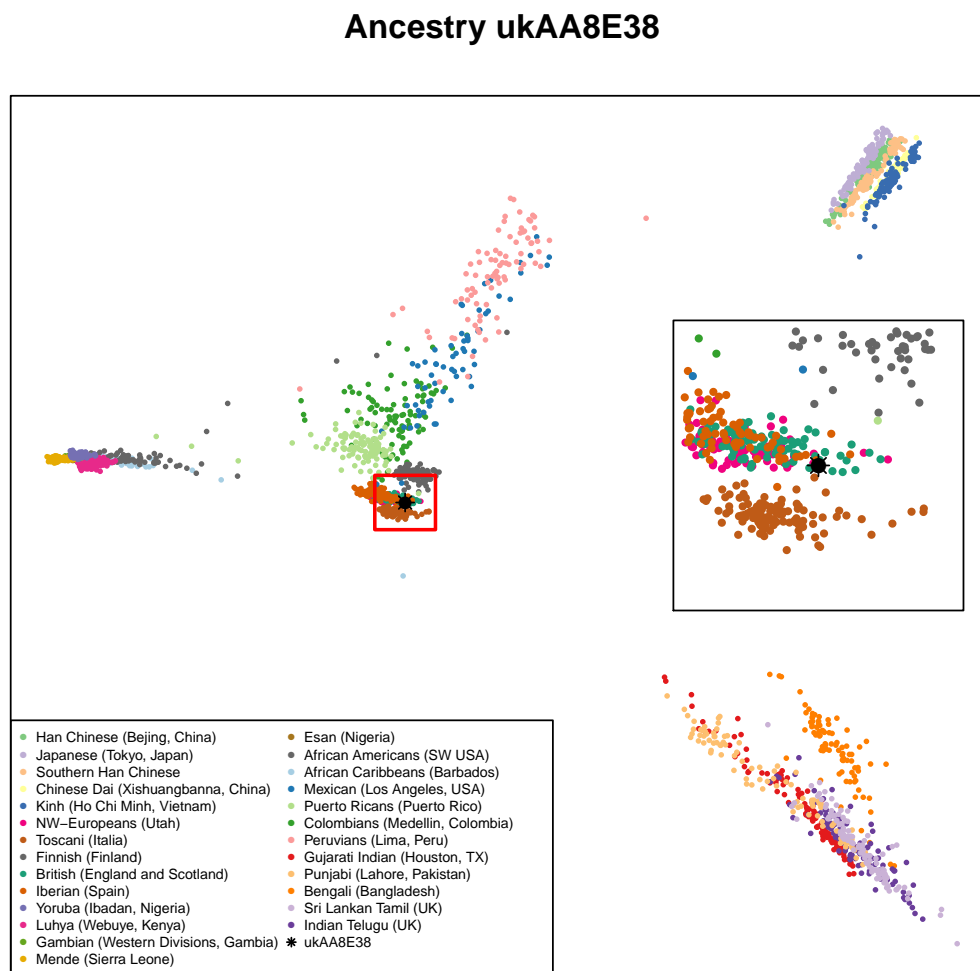 Ancestry ukAA8E38
Han Chinese (Bejing, China)
Japanese (Tokyo, Japan)
Southern Han Chinese
Chinese Dai (Xishuangbanna, China)
Kinh (Ho Chi Minh, Vietnam)
NW−Europeans (Utah)
Toscani (Italia)
Finnish (Finland)
British (England and Scotland)
Iberian (Spain)
Yoruba (Ibadan, Nigeria)
Luhya (Webuye, Kenya)
Gambian (Western Divisions, Gambia)
Mende (Sierra Leone)
Esan (Nigeria)
African Americans (SW USA)
African Caribbeans (Barbados)
Mexican (Los Angeles, USA)
Puerto Ricans (Puerto Rico)
Colombians (Medellin, Colombia)
Peruvians (Lima, Peru)
Gujarati Indian (Houston, TX)
Punjabi (Lahore, Pakistan)
Bengali (Bangladesh)
Sri Lankan Tamil (UK)
Indian Telugu (UK)
ukAA8E38